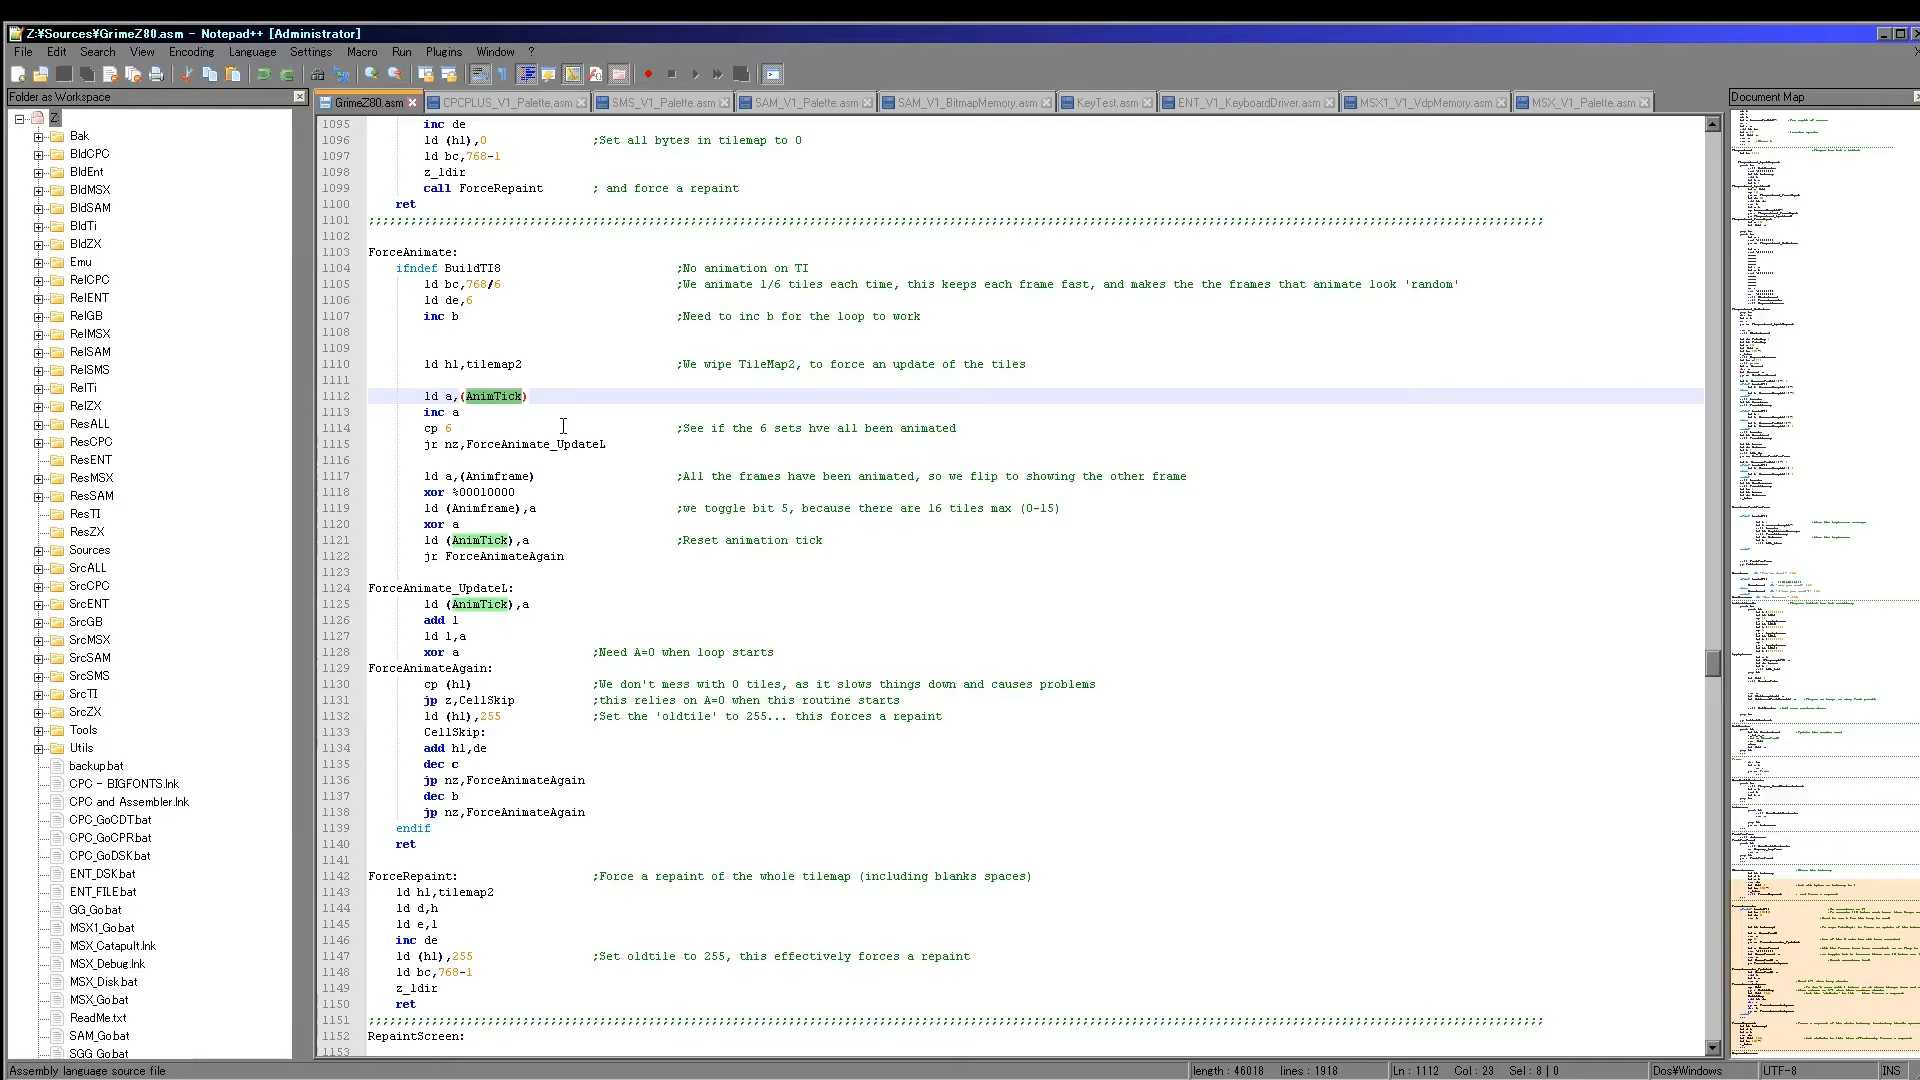 Z:¥Sources¥GrimeZ80.asm - Notepad++ [Administrator]
File Edit Search View Encoding Language Settings Macro Run Plugins Window ?
Folder as Workspace
GrimeZ80.asm CPCPLUS_V1_Palette.asm SMS_V1_Palette.asm SAM_V1_Palette.asm SAM_V1_BitmapMemory.asm KeyTest.asm ENT_V1_KeyboardDriver.asm MSX1_V1_VdpMemory.asm MSX_V1_Palette.asm
Document Map
Z:
Bak
BldCPC
BldEnt
BldMSX
BldSAM
BldTi
BldZX
Emu
RelCPC
RelENT
RelGB
RelMSX
RelSAM
RelSMS
RelTi
RelZX
ResALL
ResCPC
ResENT
ResMSX
ResSAM
ResTI
ResZX
Sources
SrcALL
SrcCPC
SrcENT
SrcGB
SrcMSX
SrcSAM
SrcSMS
SrcTI
SrcZX
Tools
Utils
backup.bat
CPC - BIGFONTS.lnk
CPC and Assembler.lnk
CPC_GoCDT.bat
CPC_GoCPR.bat
CPC_GoDSK.bat
ENT_DSK.bat
ENT_FILE.bat
GG_Go.bat
MSX1_Go.bat
MSX_Catapult.lnk
MSX_Debug.lnk
MSX_Disk.bat
MSX_Go.bat
ReadMe.txt
SAM_Go.bat
SGG Go.bat
1095 inc de
1096 ld (hl),0 ;Set all bytes in tilemap to 0
1097 ld bc,768-1
1098 z_ldir
1099 call ForceRepaint ; and force a repaint
1100 ret
1101 ;;;;;;;;;;;;;;;;;;;;;;;;;;;;;;;;;;;;;;;;;;;;;;;;;;;;;;;;;;;;;;;;;;;;;;;;;;;;;;;;;;;;;;;;;;;;;;;;;;;;;;;;;;;;;;;;;;;;;;;;;;;;;;;;;;;;;;;;;;;;;;;;;;;;;;;;;;;;;;;;;;;;;;;;
1102
1103 ForceAnimate:
1104 ifndef BuildTI8 ;No animation on TI
1105 ld bc,768/6 ;We animate 1/6 tiles each time, this keeps each frame fast, and makes the the frames that animate look 'random'
1106 ld de,6
1107 inc b ;Need to inc b for the loop to work
1108
1109
1110 ld hl,tilemap2 ;We wipe TileMap2, to force an update of the tiles
1111
1112 ld a,(AnimTick)
1113 inc a
1114 cp 6 ;See if the 6 sets hve all been animated
1115 jr nz,ForceAnimate_UpdateL
1116
1117 ld a,(Animframe) ;All the frames have been animated, so we flip to showing the other frame
1118 xor %00010000
1119 ld (Animframe),a ;we toggle bit 5, because there are 16 tiles max (0-15)
1120 xor a
1121 ld (AnimTick),a ;Reset animation tick
1122 jr ForceAnimateAgain
1123
1124 ForceAnimate_UpdateL:
1125 ld (AnimTick),a
1126 add l
1127 ld l,a
1128 xor a ;Need A=0 when loop starts
1129 ForceAnimateAgain:
1130 cp (hl) ;We don't mess with 0 tiles, as it slows things down and causes problems
1131 jp z,CellSkip ;this relies on A=0 when this routine starts
1132 ld (hl),255 ;Set the 'oldtile' to 255... this forces a repaint
1133 CellSkip:
1134 add hl,de
1135 dec c
1136 jp nz,ForceAnimateAgain
1137 dec b
1138 jp nz,ForceAnimateAgain
1139 endif
1140 ret
1141
1142 ForceRepaint: ;Force a repaint of the whole tilemap (including blanks spaces)
1143 ld hl,tilemap2
1144 ld d,h
1145 ld e,l
1146 inc de
1147 ld (hl),255 ;Set oldtile to 255, this effectively forces a repaint
1148 ld bc,768-1
1149 z_ldir
1150 ret
1151 ;;;;;;;;;;;;;;;;;;;;;;;;;;;;;;;;;;;;;;;;;;;;;;;;;;;;;;;;;;;;;;;;;;;;;;;;;;;;;;;;;;;;;;;;;;;;;;;;;;;;;;;;;;;;;;;;;;;;;;;;;;;;;;;;;;;;;;;;;;;;;;;;;;;;;;;;;;;;;;;;;;;;;;;;
1152 RepaintScreen:
1153
Assembly language source file length : 46018 lines : 1918 Ln : 1112 Col : 23 Sel : 8 | 0 Dos¥Windows UTF-8 INS